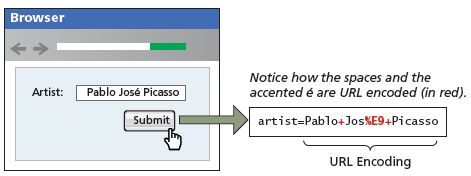 Browser
Artist: Pablo José Picasso
Submit
Notice how the spaces and the
accented é are URL encoded (in red).
artist=Pablo+Jos%E9+Picasso
URL Encoding